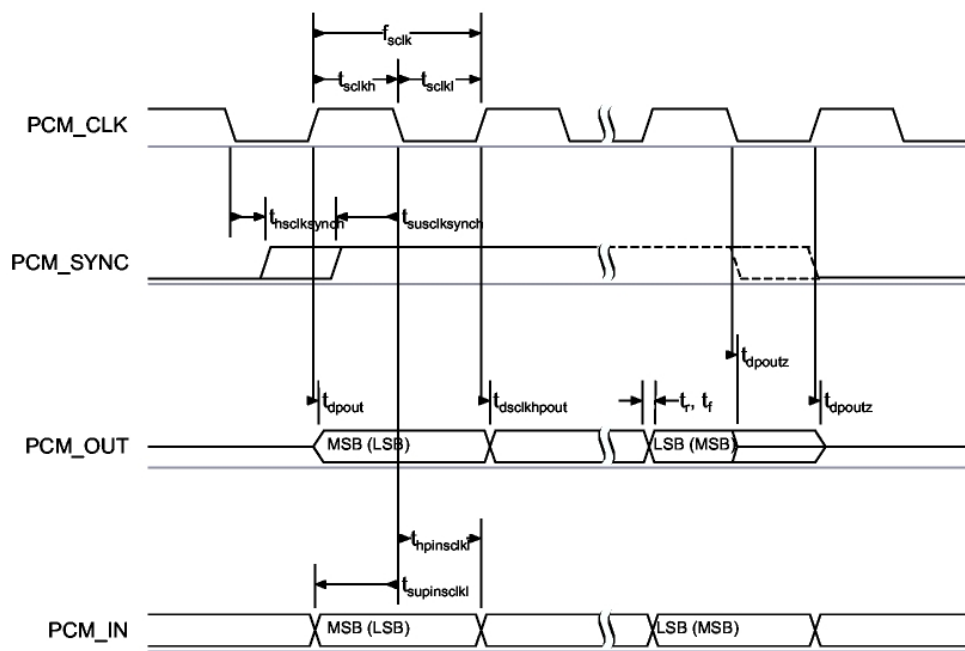 f_sclk
t_sclkh
t_sclkl
PCM_CLK
t_hsclksynch
t_susclksynch
PCM_SYNC
t_dpoutz
t_dpout
t_dsclkhpout
t_r, t_f
t_dpoutz
PCM_OUT
MSB (LSB)
LSB (MSB)
t_hpinsclkl
t_supinsclkl
PCM_IN
MSB (LSB)
LSB (MSB)